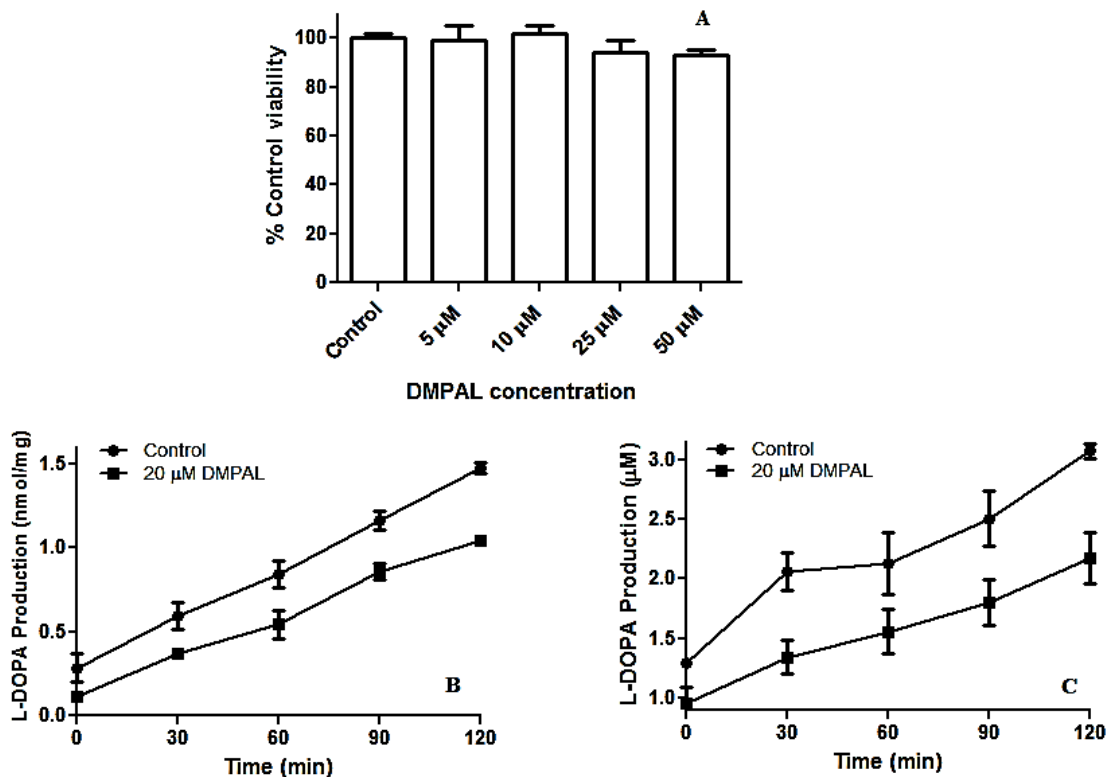 A
% Control viability
100
80
60
40
20
0
Control
5 μM
10 μM
25 μM
50 μM
DMPAL concentration
L-DOPA Production (nmol/mg)
Control
20 μM DMPAL
1.5
1.0
0.5
0.0
B
0 30 60 90 120
Time (min)
L-DOPA Production (μM)
Control
20 μM DMPAL
3.0
2.5
2.0
1.5
1.0
C
0 30 60 90 120
Time (min)